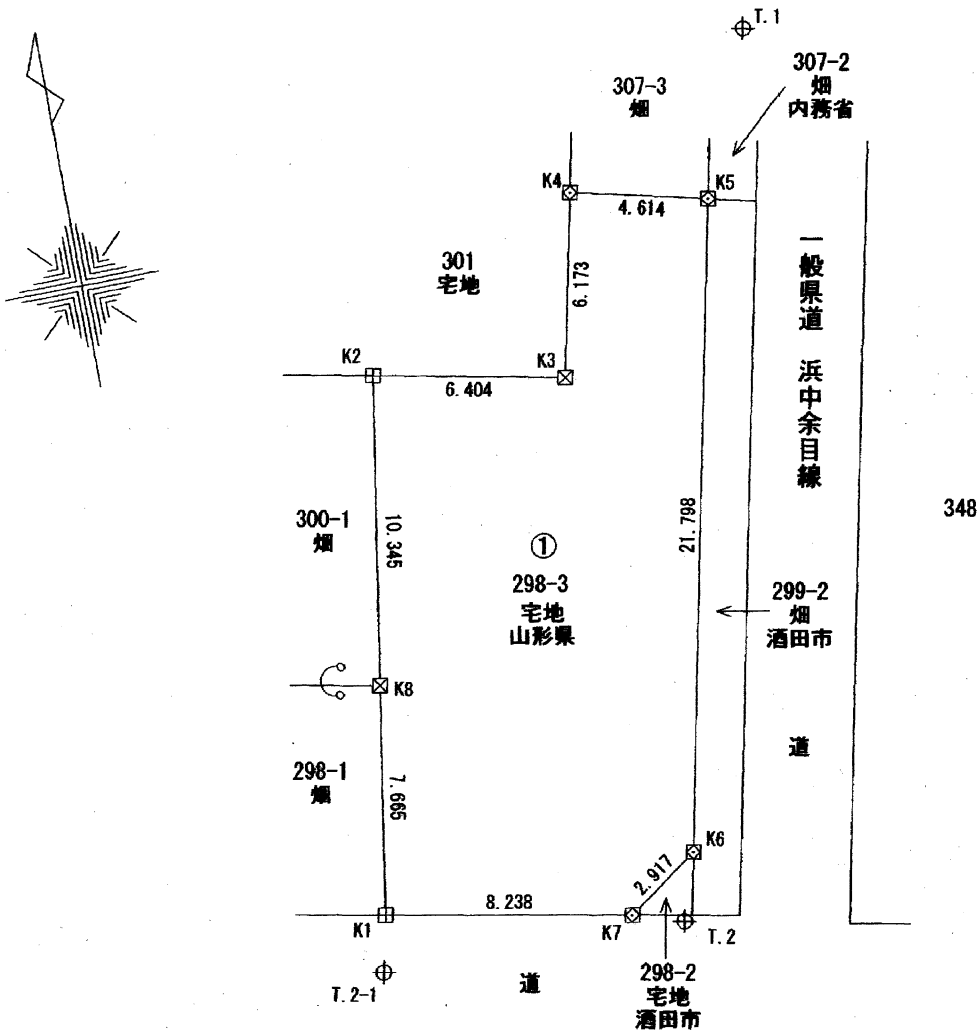 T.1
307-2
畑
内務省
307-3
畑
K4
K5
4.614
301
宅地
6.173
一般県道 浜中余目線
K2
K3
6.404
300-1
畑
10.345
①
298-3
宅地
山形県
21.798
348
299-2
畑
酒田市
K8
298-1
畑
7.665
道
K6
2.917
8.238
K1
K7
T.2
T.2-1
道
298-2
宅地
酒田市